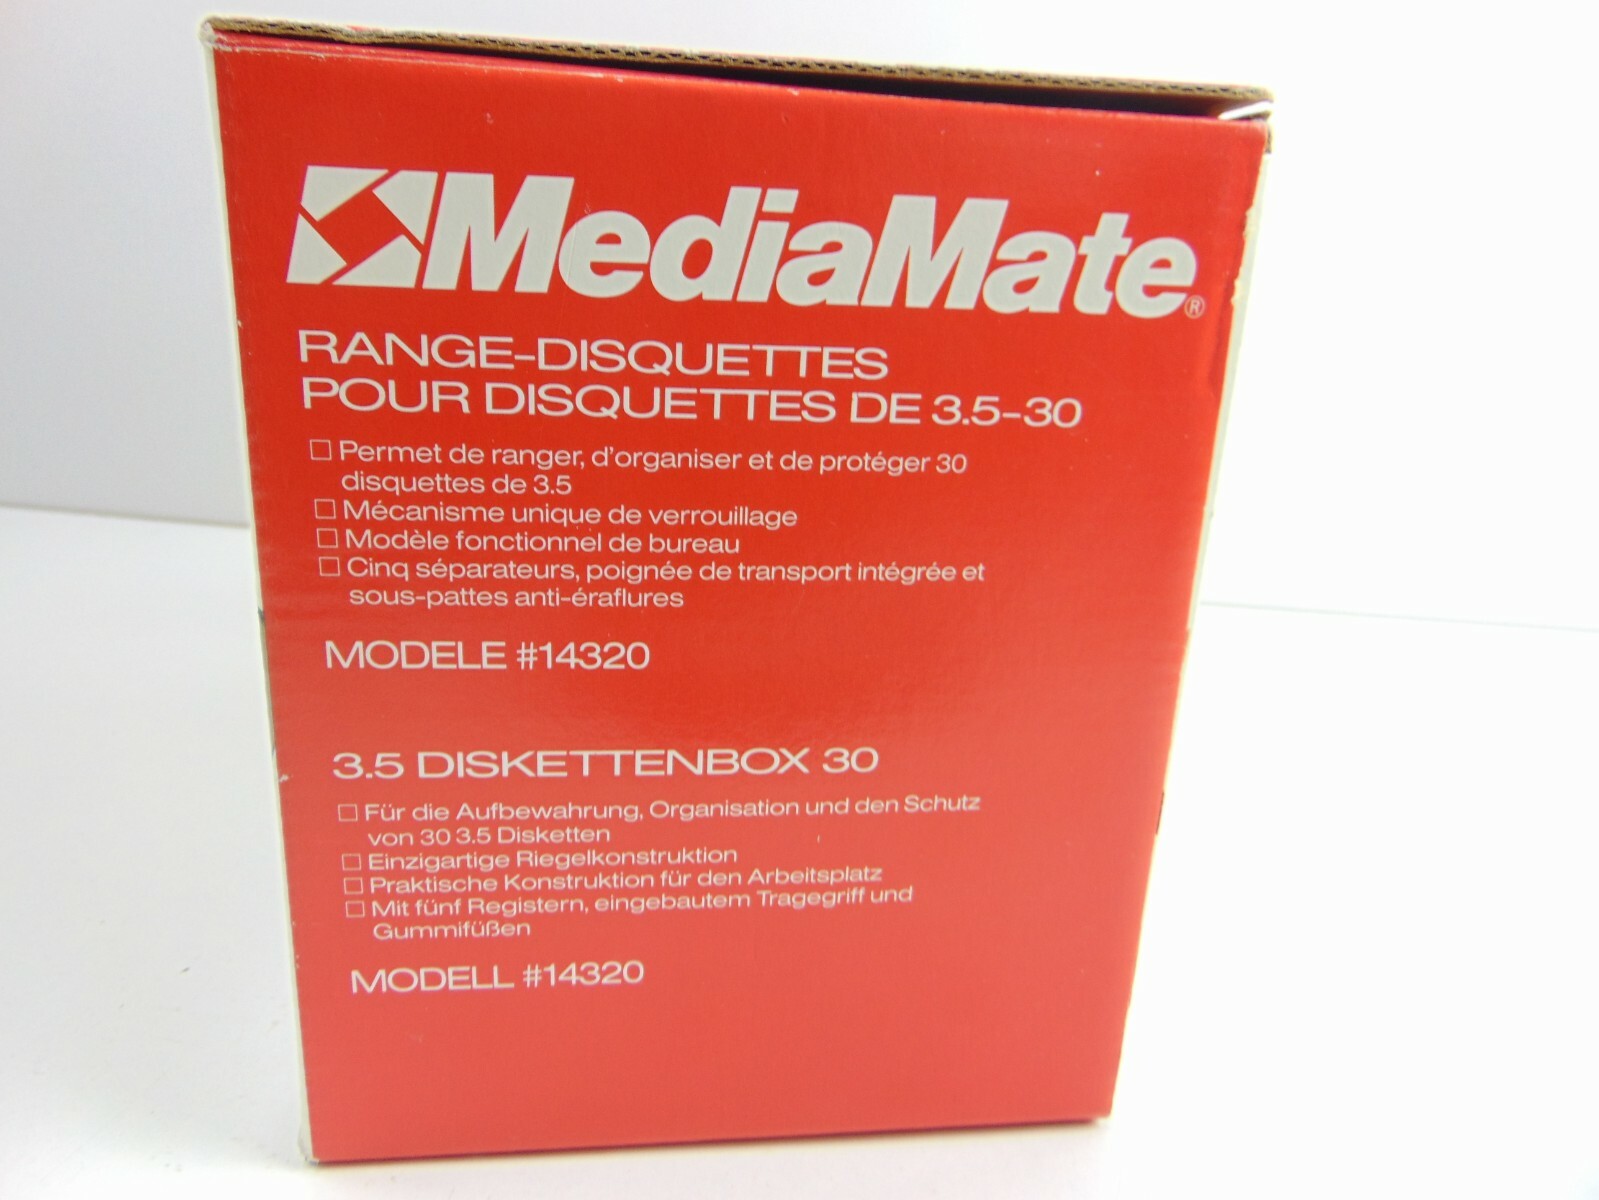 MediaMate®
RANGE-DISQUETTES
POUR DISQUETTES DE 3.5-30
□ Permet de ranger, d'organiser et de protéger 30
disquettes de 3.5
□ Mécanisme unique de verrouillage
□ Modèle fonctionnel de bureau
□ Cinq séparateurs, poignée de transport intégrée et
sous-pattes anti-éraflures
MODELE #14320
3.5 DISKETTENBOX 30
□ Für die Aufbewahrung, Organisation und den Schutz
von 30 3.5 Disketten
□ Einzigartige Riegelkonstruktion
□ Praktische Konstruktion für den Arbeitsplatz
□ Mit fünf Registern, eingebautem Tragegriff und
Gummifüßen
MODELL #14320